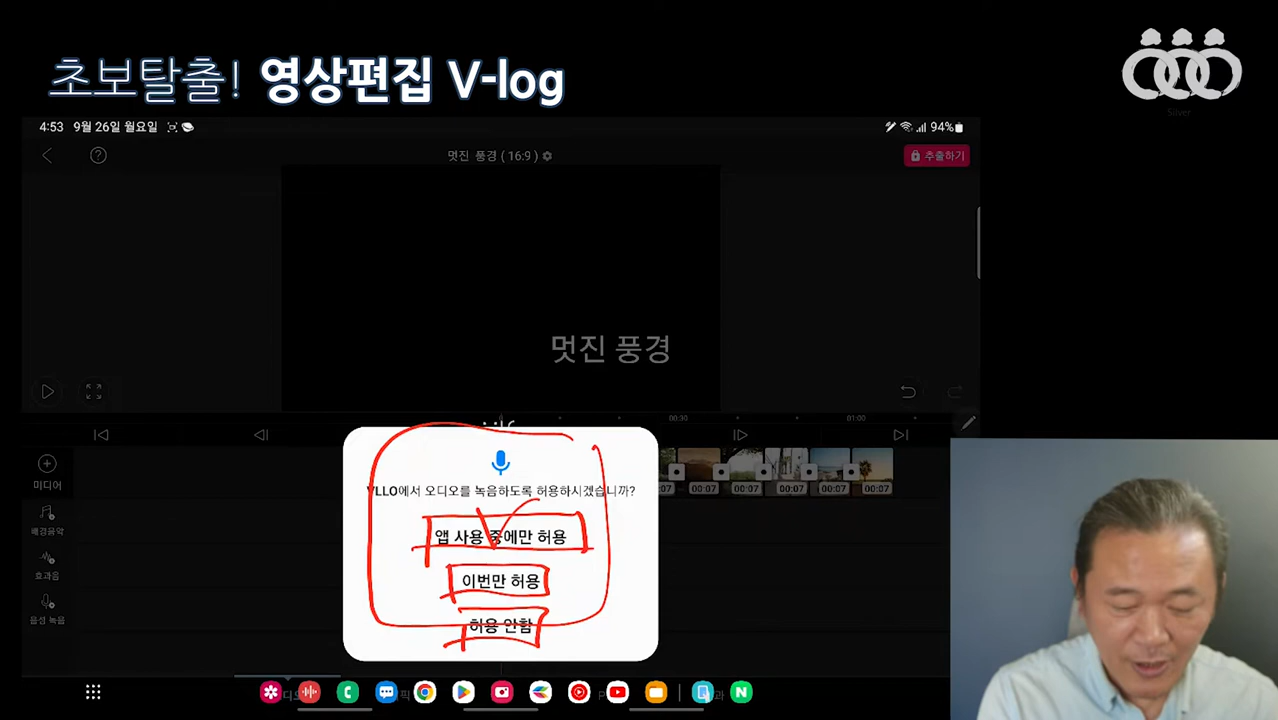 초보탈출! 영상편집 V-log
Silver
4:53 9월 26일 월요일
94%
멋진 풍경 ( 16:9 )
추출하기
멋진 풍경
00:30
01:00
미디어
00:07 00:07 00:07 00:07 00:07
배경음악
효과음
음성 녹음
VLLO에서 오디오를 녹음하도록 허용하시겠습니까?
앱 사용 중에만 허용
이번만 허용
허용 안함